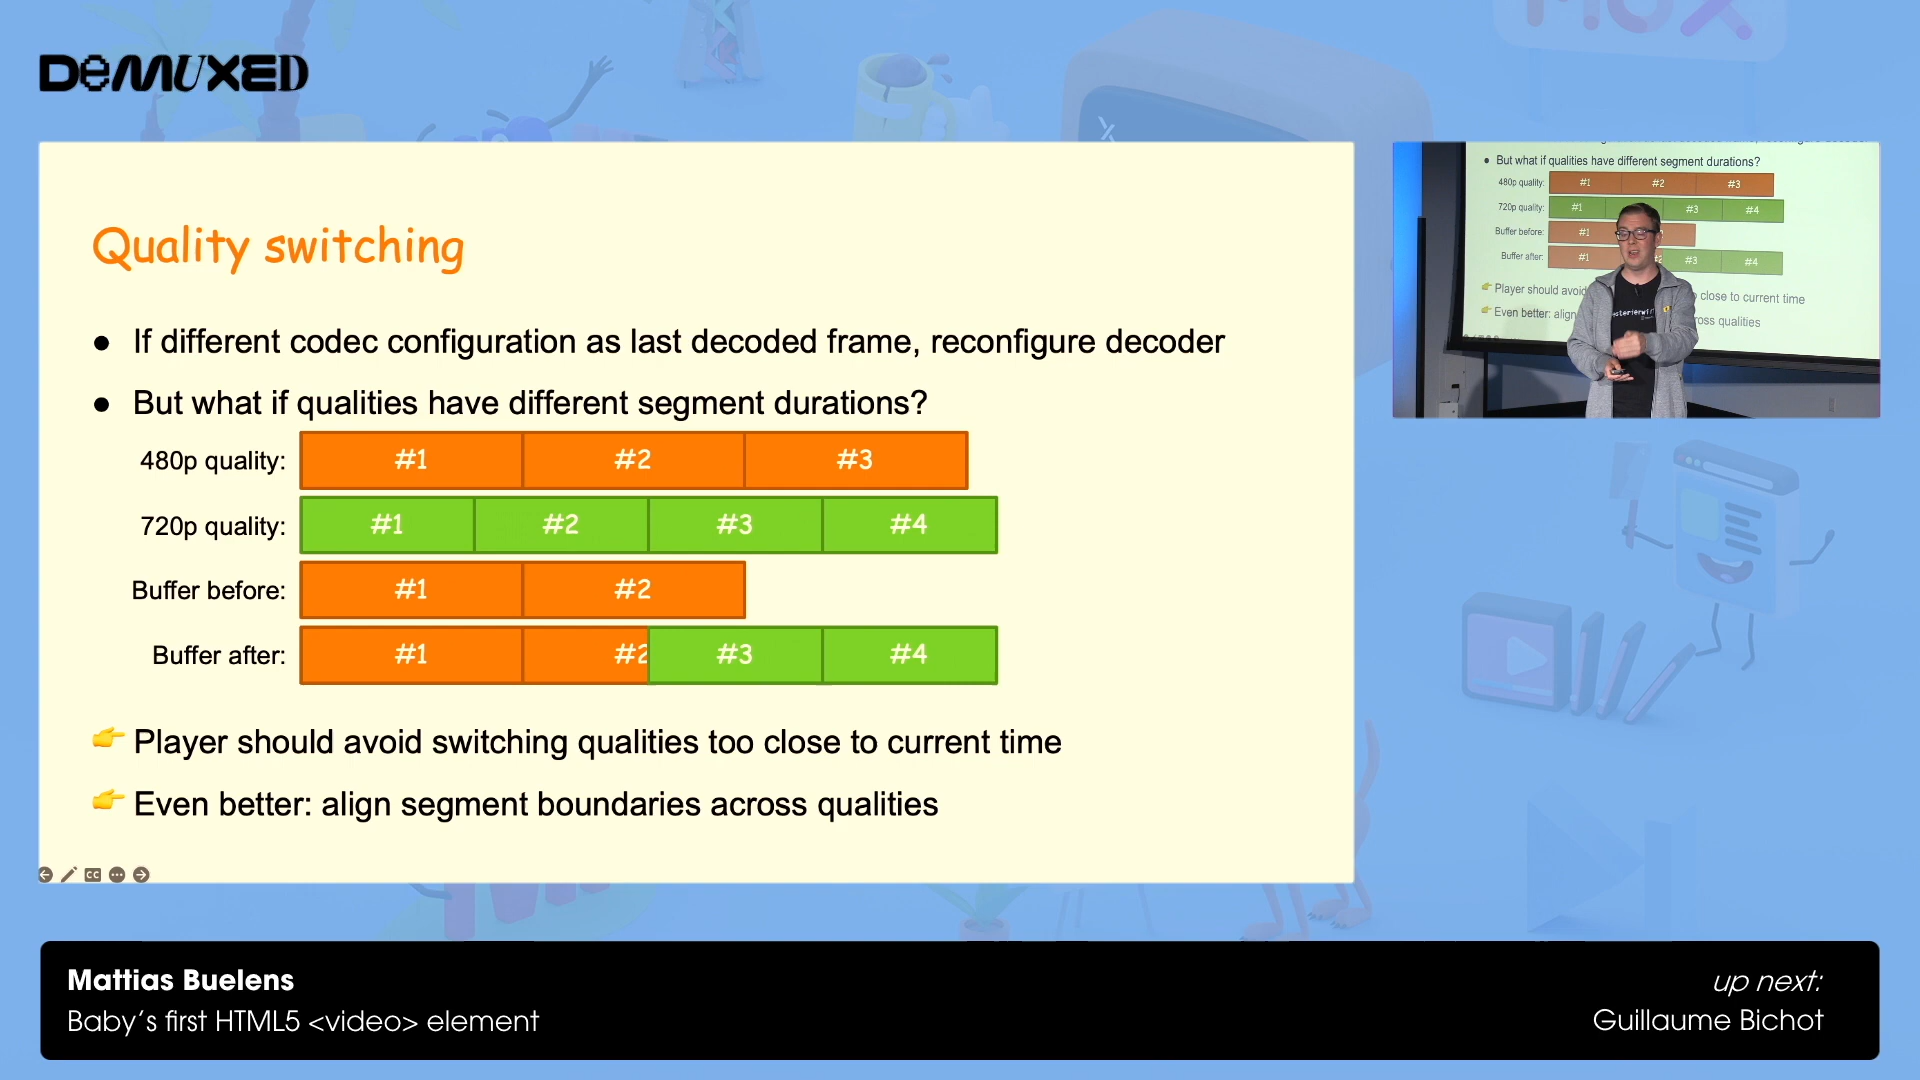 DEMUXED
Quality switching
● If different codec configuration as last decoded frame, reconfigure decoder
● But what if qualities have different segment durations?
480p quality: #1 #2 #3
720p quality: #1 #2 #3 #4
Buffer before: #1 #2
Buffer after: #1 #2 #3 #4
👉 Player should avoid switching qualities too close to current time
👉 Even better: align segment boundaries across qualities
CC
• But what if qualities have different segment durations?
480p quality: #1 #2 #3
720p quality: #1 #3 #4
Buffer before: #1
Buffer after: #1 #3 #4
Player should avoid close to current time
Even better: align across qualities
Mattias Buelens
Baby's first HTML5 <video> element
up next:
Guillaume Bichot